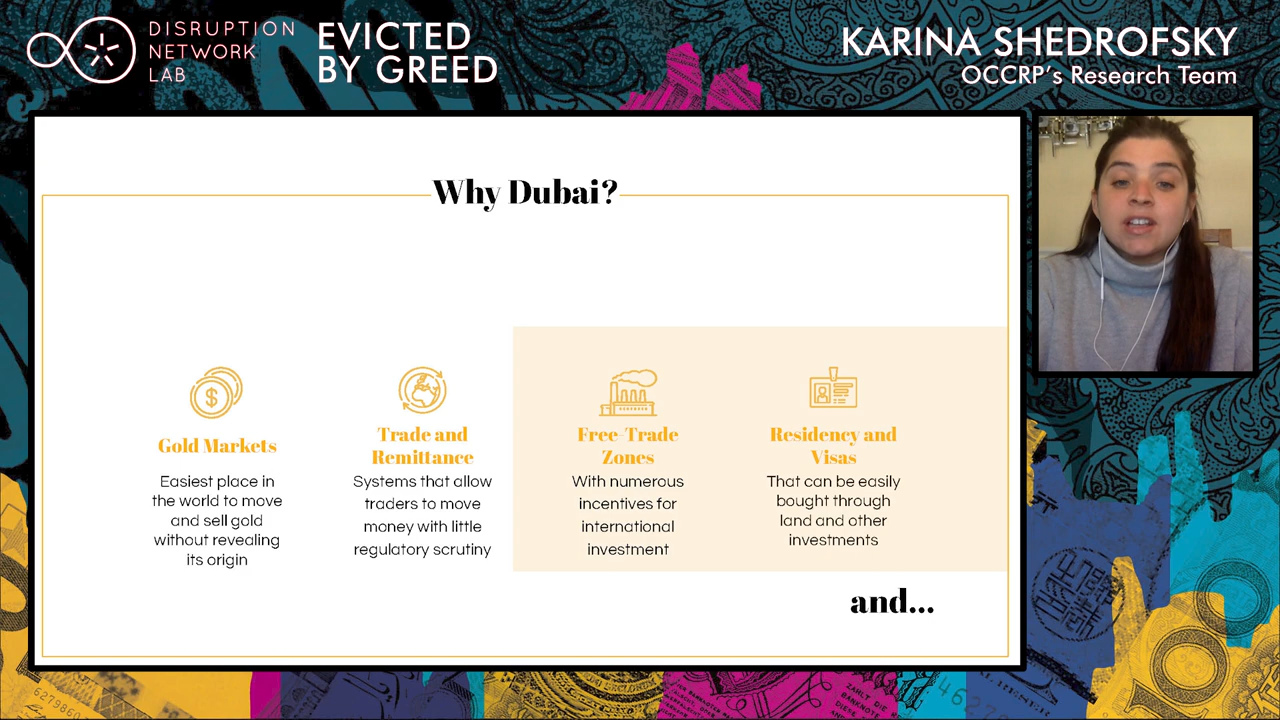 DISRUPTION
NETWORK
LAB
EVICTED
BY GREED
KARINA SHEDROFSKY
OCCRP's Research Team
Why Dubai?
Gold Markets
Easiest place in
the world to move
and sell gold
without revealing
its origin
Trade and
Remittance
Systems that allow
traders to move
money with little
regulatory scrutiny
Free-Trade
Zones
With numerous
incentives for
international
investment
Residency and
Visas
That can be easily
bought through
land and other
investments
and...